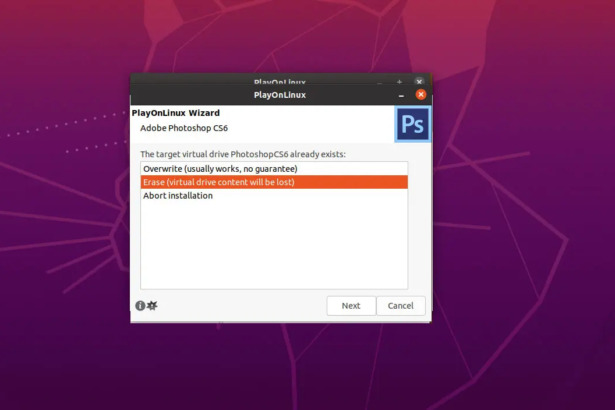 PlayOnLinux
PlayOnLinux
PlayOnLinux Wizard
Adobe Photoshop CS6
Ps
The target virtual drive PhotoshopCS6 already exists:
Overwrite (usually works, no guarantee)
Erase (virtual drive content will be lost)
Abort installation
Next
Cancel